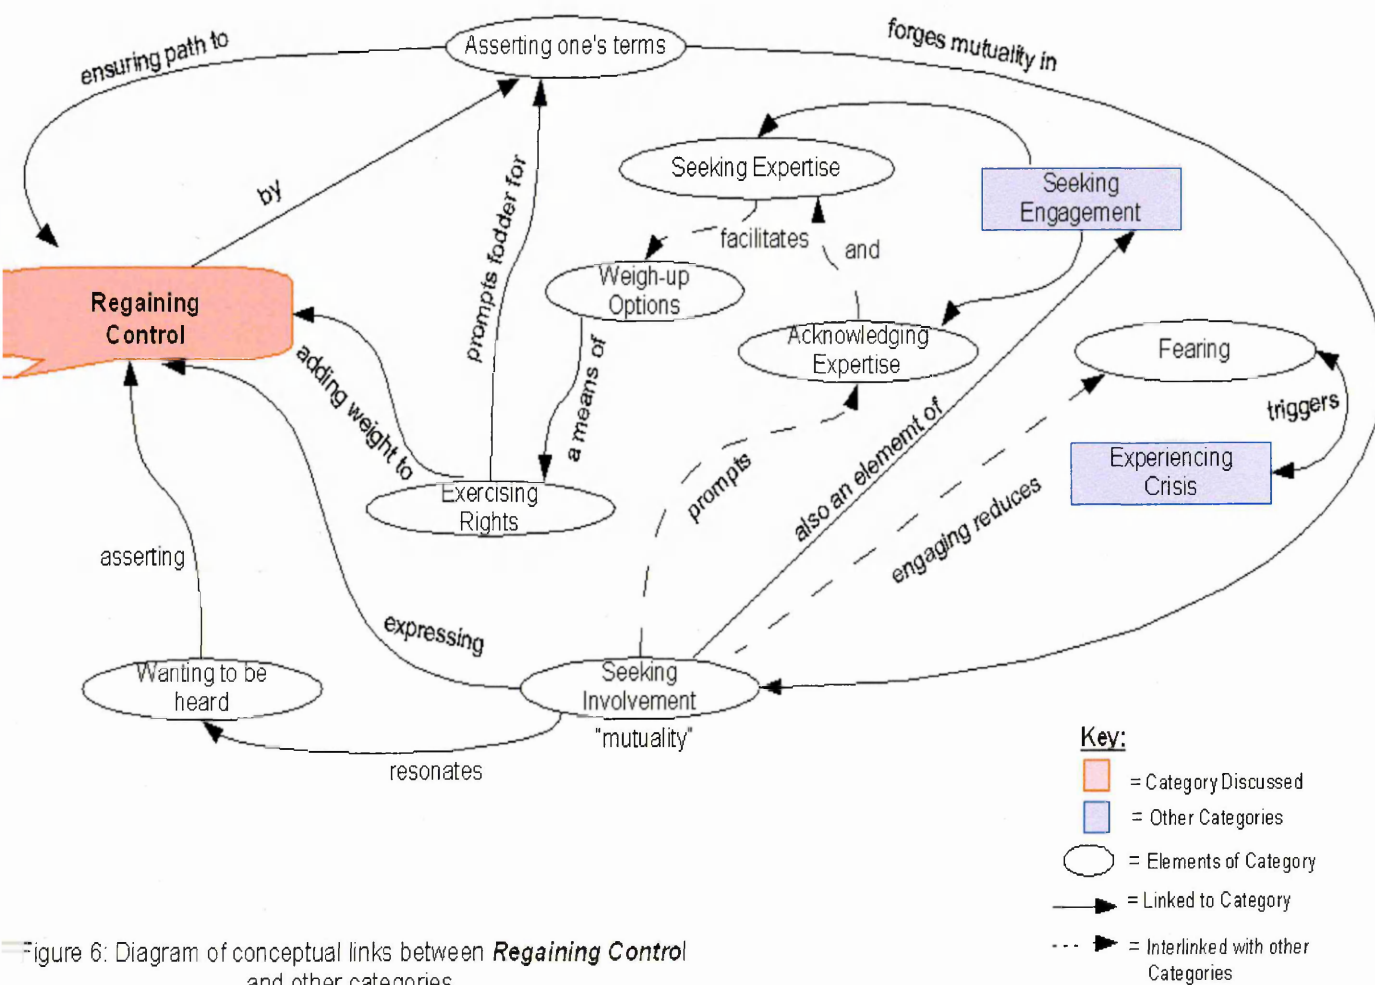 ensuring path to
Asserting one's terms
forges mutuality in
by
prompts fodder for
Seeking Expertise
Seeking
Engagement
facilitates
and
Weigh-up
Options
Regaining
Control
adding weight to
a means of
Acknowledging
Expertise
Fearing
triggers
Experiencing
Crisis
Exercising
Rights
prompts
also an elememt of
engaging reduces
asserting
expressing
Wanting to be
heard
Seeking
Involvement
"mutuality"
resonates
Key:
= Category Discussed
= Other Categories
= Elements of Category
= Linked to Category
= Interlinked with other
Categories
Figure 6: Diagram of conceptual links between Regaining Control
and other categories